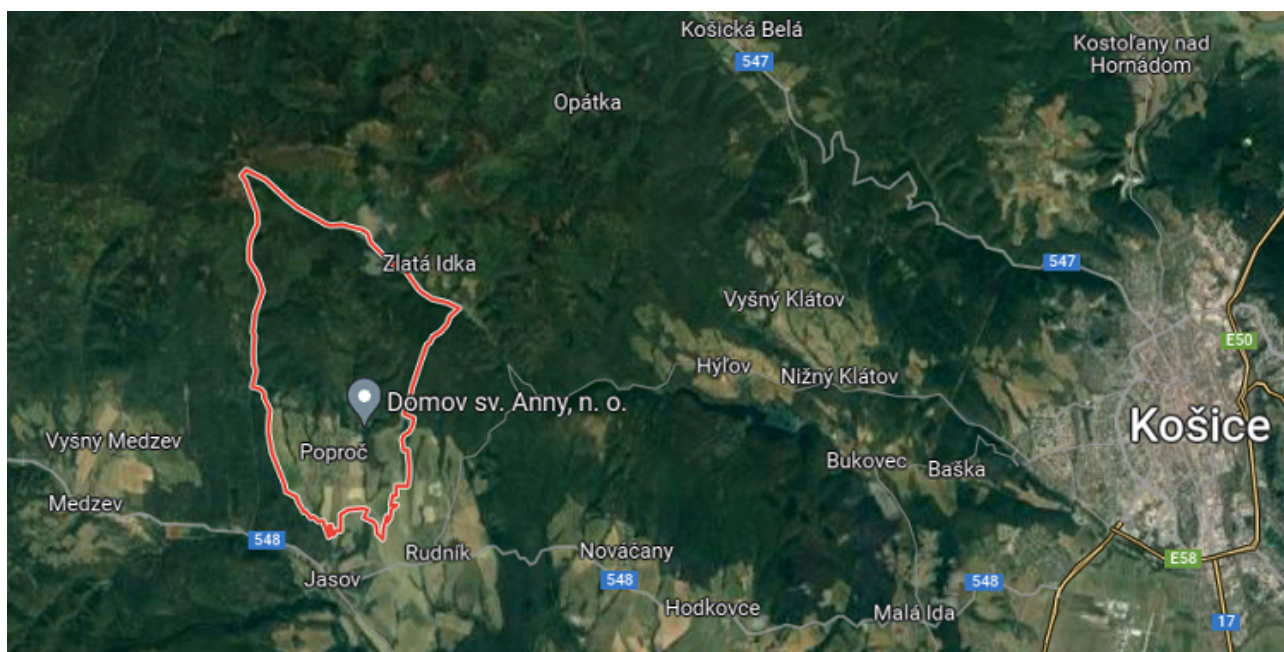 Košická Belá
547
Kostoľany nad
Hornádom
Opátka
Zlatá Idka
547
Vyšný Klátov
E50
Hýľov
Nižný Klátov
Domov sv. Anny, n. o.
Košice
Vyšný Medzev
Poproč
Bukovec
Baška
Medzev
548
Rudník
Nováčany
E58
Jasov
548
548
Hodkovce
Malá Ida
17